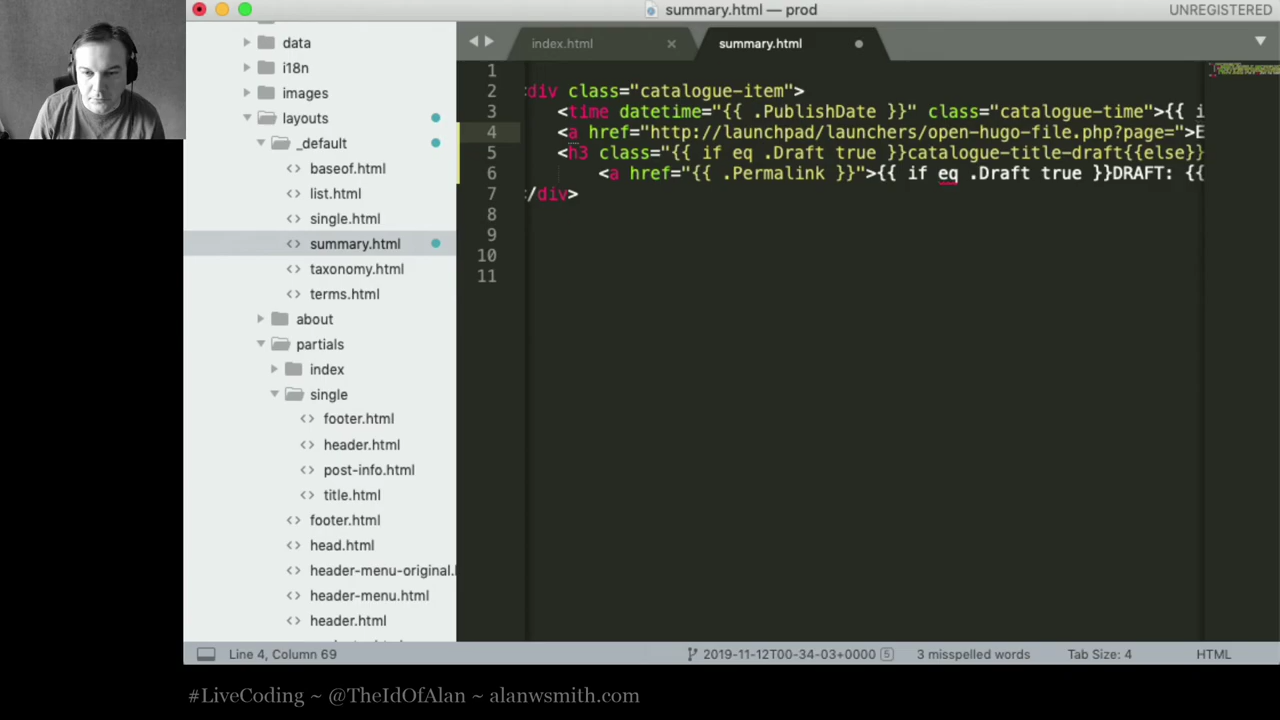 summary.html — prod
UNREGISTERED
data
i18n
images
layouts
_default
baseof.html
list.html
single.html
summary.html
taxonomy.html
terms.html
about
partials
index
single
footer.html
header.html
post-info.html
title.html
footer.html
head.html
header-menu-original.
header-menu.html
header.html
index.html
summary.html
1
2 div class="catalogue-item">
3 <time datetime="{{ .PublishDate }}" class="catalogue-time">{{ i
4 <a href="http://launchpad/launchers/open-hugo-file.php?page=">E
5 <h3 class="{{ if eq .Draft true }}catalogue-title-draft{{else}}
6 <a href="{{ .Permalink }}">{{ if eq .Draft true }}DRAFT: {{
7 /div>
8
9
10
11
Line 4, Column 69
2019-11-12T00-34-03+0000 5
3 misspelled words
Tab Size: 4
HTML
#LiveCoding ~ @TheIdOfAlan ~ alanwsmith.com